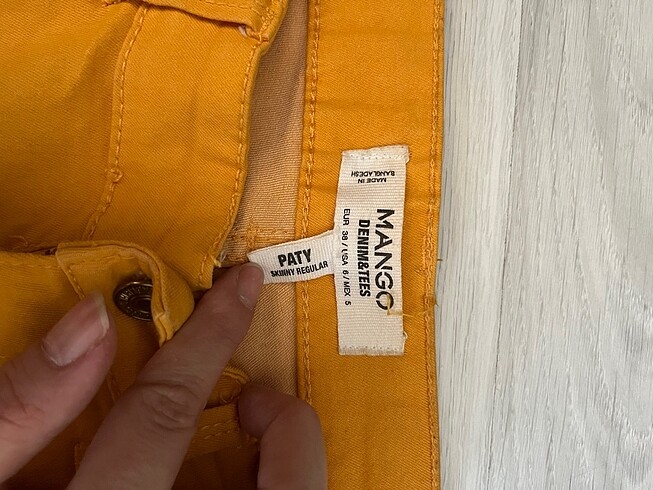 MANGO
DENIM&TEES
EUR 38 / USA 6 / MEX 5
MADE IN
BANGLADESH
PATY
SKINNY REGULAR